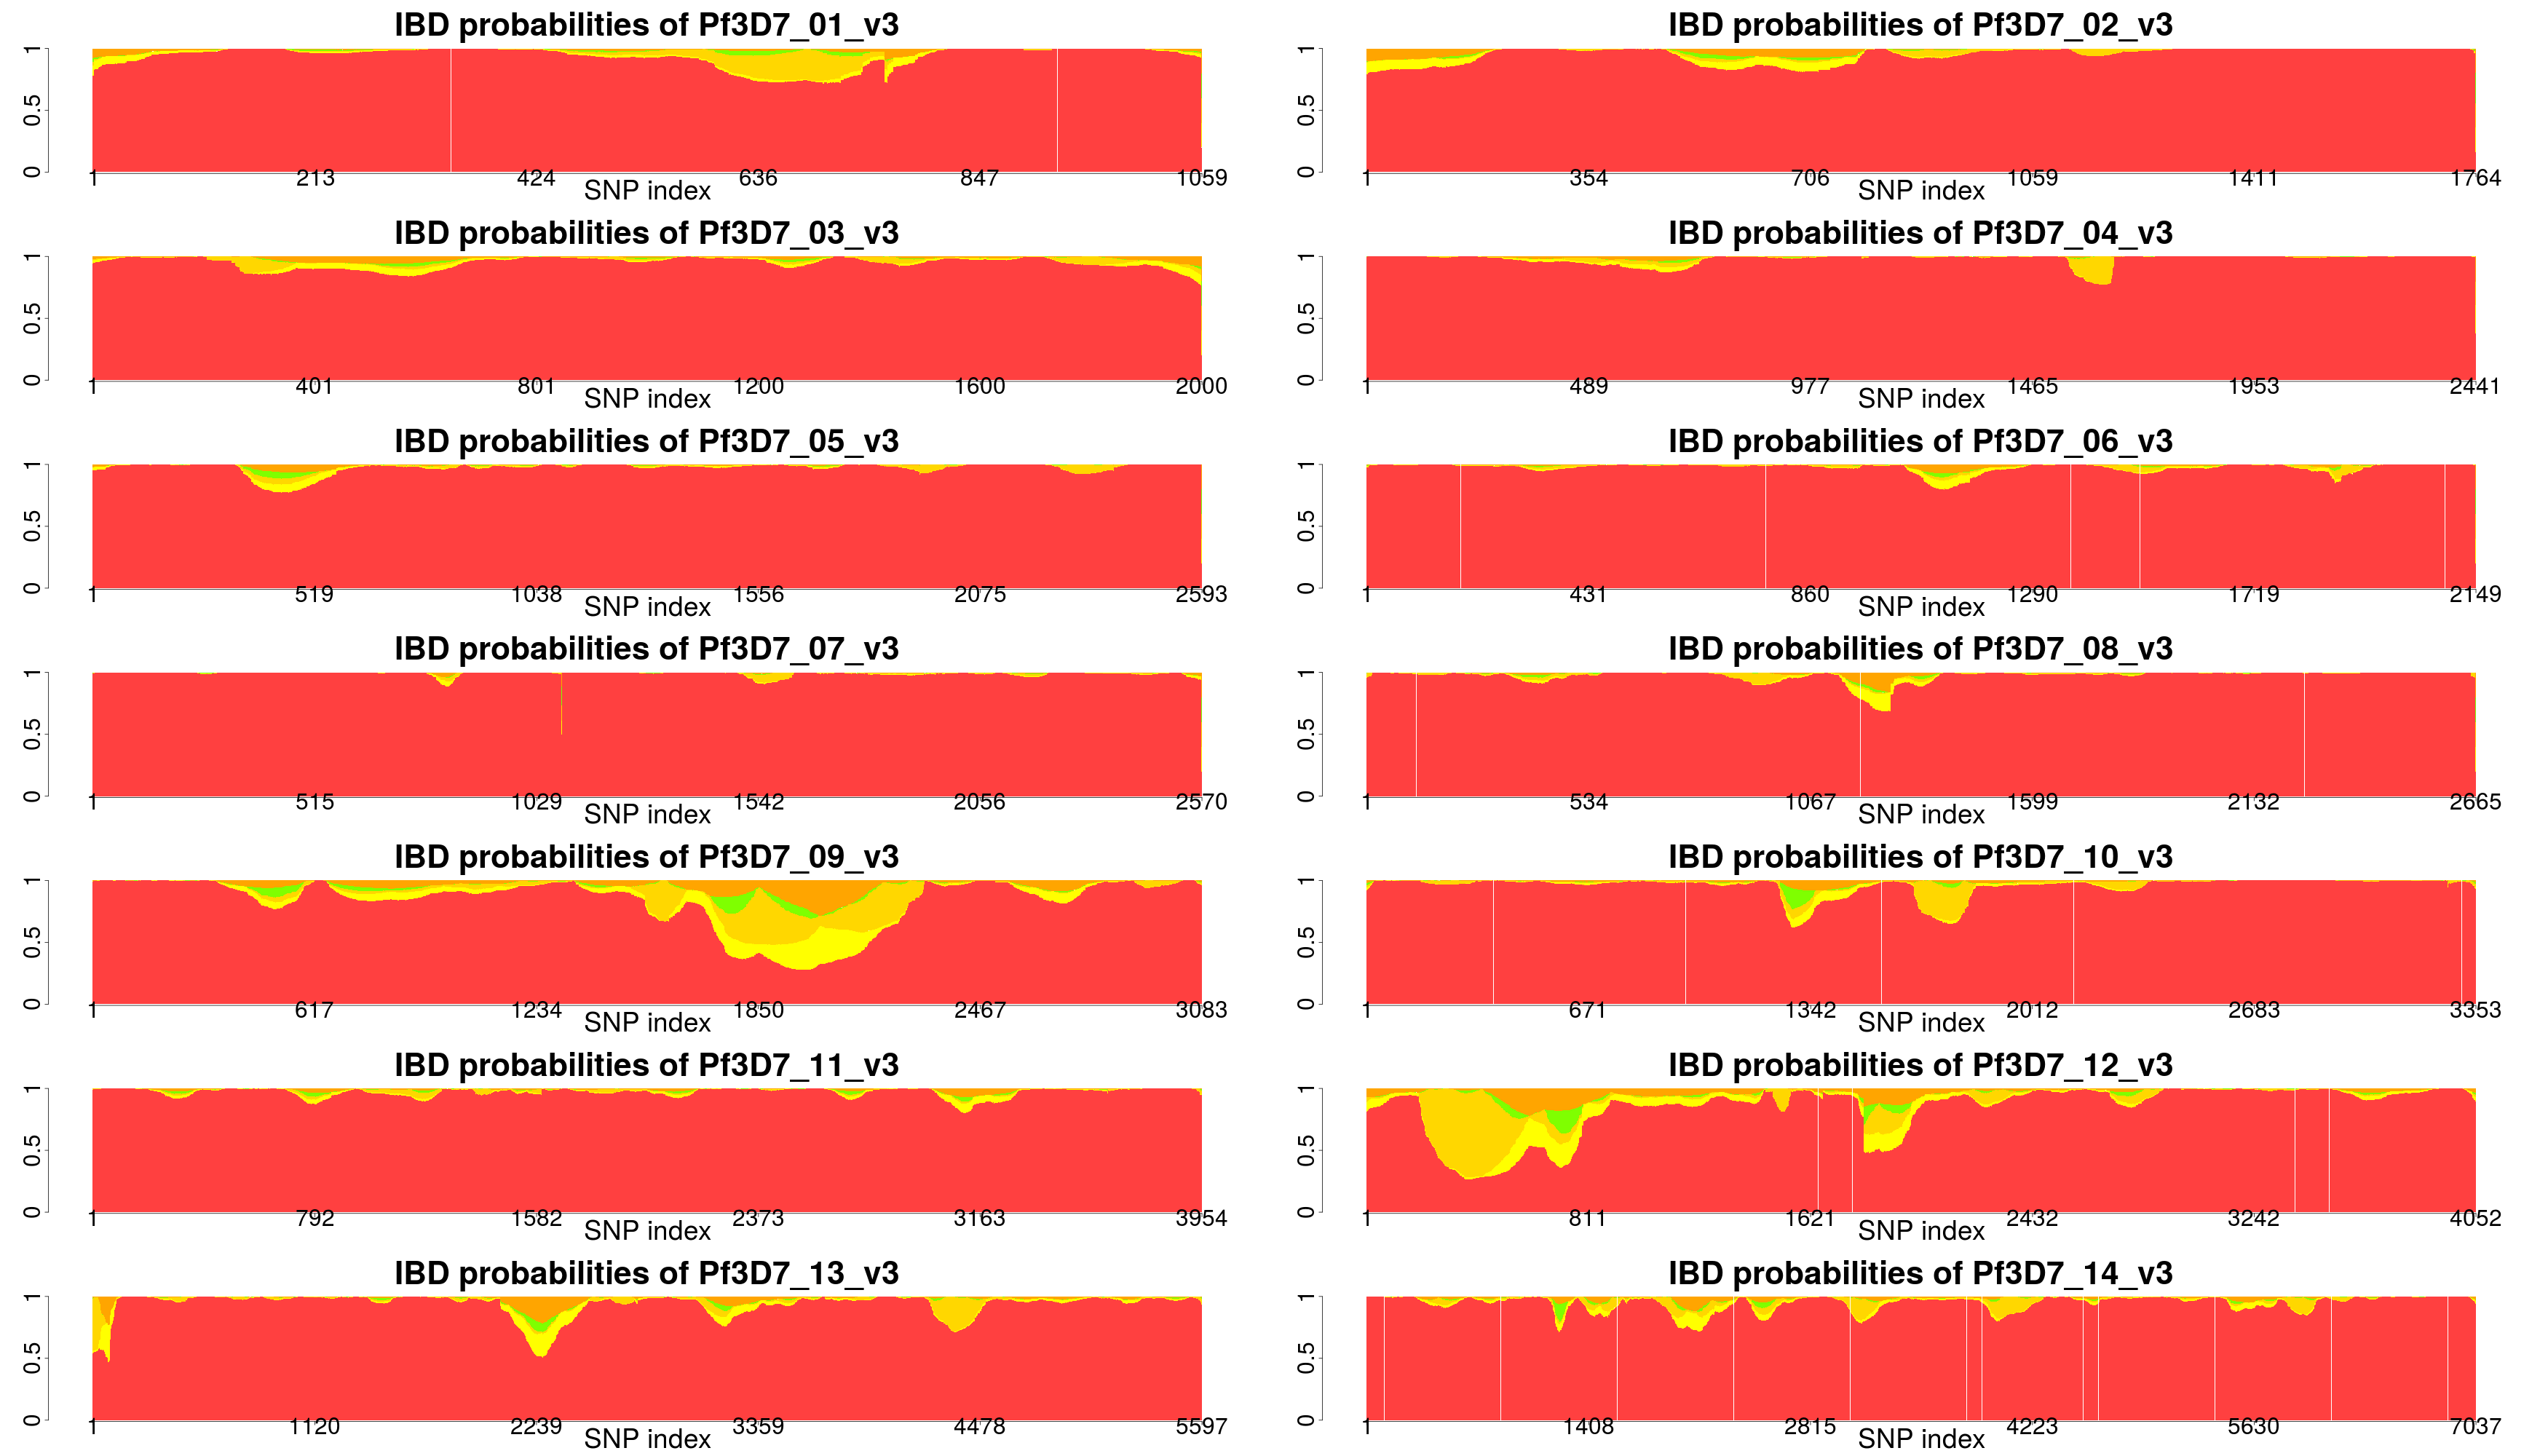 IBD probabilities of Pf3D7_01_v3
0 0.5 1
1 213 424 636 847 1059
SNP index
IBD probabilities of Pf3D7_02_v3
0 0.5 1
1 354 706 1059 1411 1764
SNP index
IBD probabilities of Pf3D7_03_v3
0 0.5 1
1 401 801 1200 1600 2000
SNP index
IBD probabilities of Pf3D7_04_v3
0 0.5 1
1 489 977 1465 1953 2441
SNP index
IBD probabilities of Pf3D7_05_v3
0 0.5 1
1 519 1038 1556 2075 2593
SNP index
IBD probabilities of Pf3D7_06_v3
0 0.5 1
1 431 860 1290 1719 2149
SNP index
IBD probabilities of Pf3D7_07_v3
0 0.5 1
1 515 1029 1542 2056 2570
SNP index
IBD probabilities of Pf3D7_08_v3
0 0.5 1
1 534 1067 1599 2132 2665
SNP index
IBD probabilities of Pf3D7_09_v3
0 0.5 1
1 617 1234 1850 2467 3083
SNP index
IBD probabilities of Pf3D7_10_v3
0 0.5 1
1 671 1342 2012 2683 3353
SNP index
IBD probabilities of Pf3D7_11_v3
0 0.5 1
1 792 1582 2373 3163 3954
SNP index
IBD probabilities of Pf3D7_12_v3
0 0.5 1
1 811 1621 2432 3242 4052
SNP index
IBD probabilities of Pf3D7_13_v3
0 0.5 1
1 1120 2239 3359 4478 5597
SNP index
IBD probabilities of Pf3D7_14_v3
0 0.5 1
1 1408 2815 4223 5630 7037
SNP index